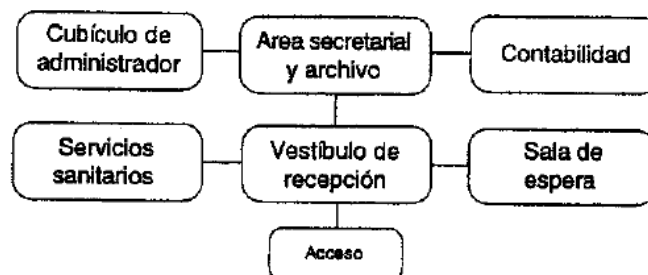 Cubículo de
administrador
Area secretarial
y archivo
Contabilidad
Servicios
sanitarios
Vestíbulo de
recepción
Sala de
espera
Acceso